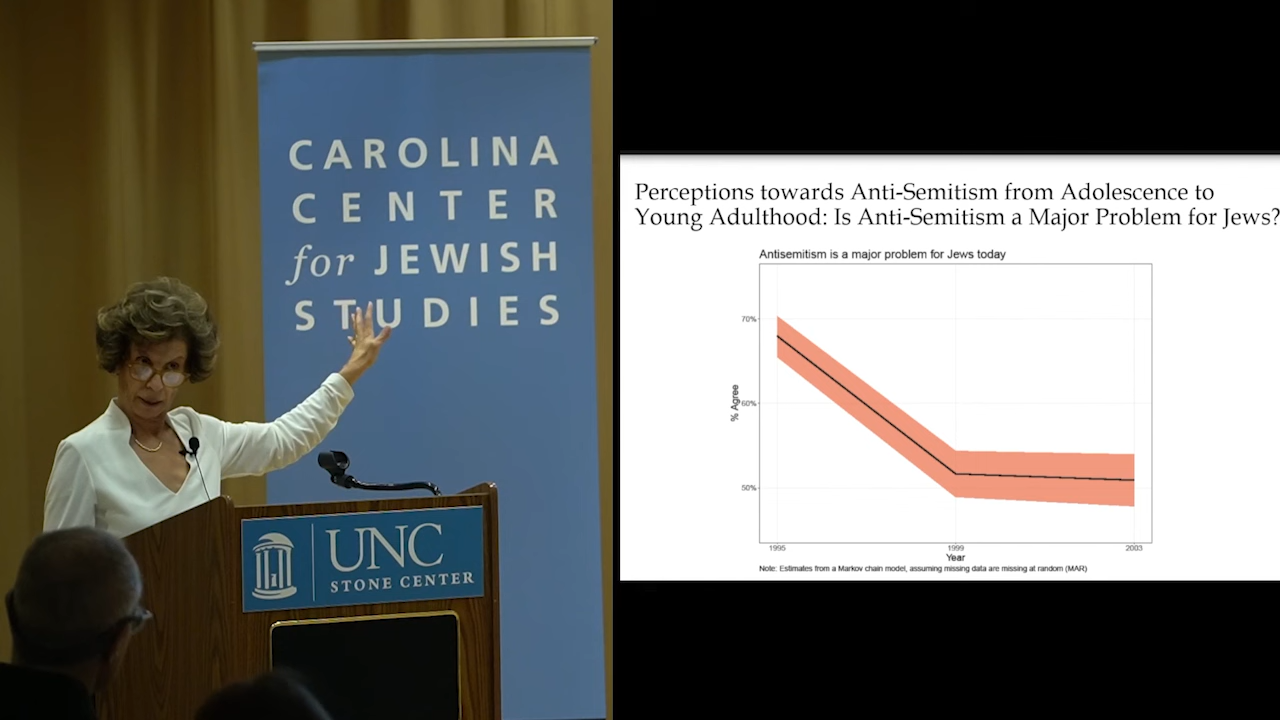 CAROLINA
CENTER
for JEWISH
STUDIES
UNC
STONE CENTER
Perceptions towards Anti-Semitism from Adolescence to
Young Adulthood: Is Anti-Semitism a Major Problem for Jews?
Antisemitism is a major problem for Jews today
70%
60%
50%
% Agree
1995
1999
2003
Year
Note: Estimates from a Markov chain model, assuming missing data are missing at random (MAR)